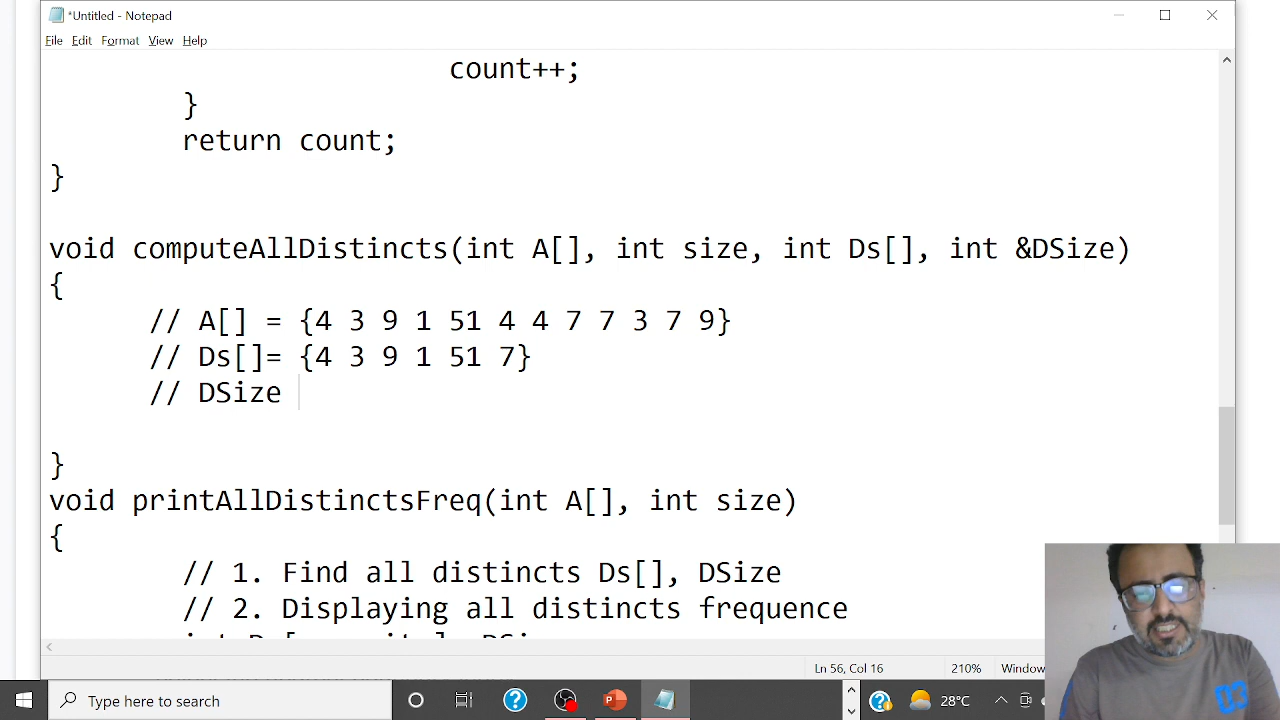 *Untitled - Notepad
File Edit Format View Help
count++;
}
return count;
}
void computeAllDistincts(int A[], int size, int Ds[], int &DSize)
{
// A[] = {4 3 9 1 51 4 4 7 7 3 7 9}
// Ds[]= {4 3 9 1 51 7}
// DSize
}
void printAllDistinctsFreq(int A[], int size)
{
// 1. Find all distincts Ds[], DSize
// 2. Displaying all distincts frequence
Ln 56, Col 16 210% Window
Type here to search
28°C